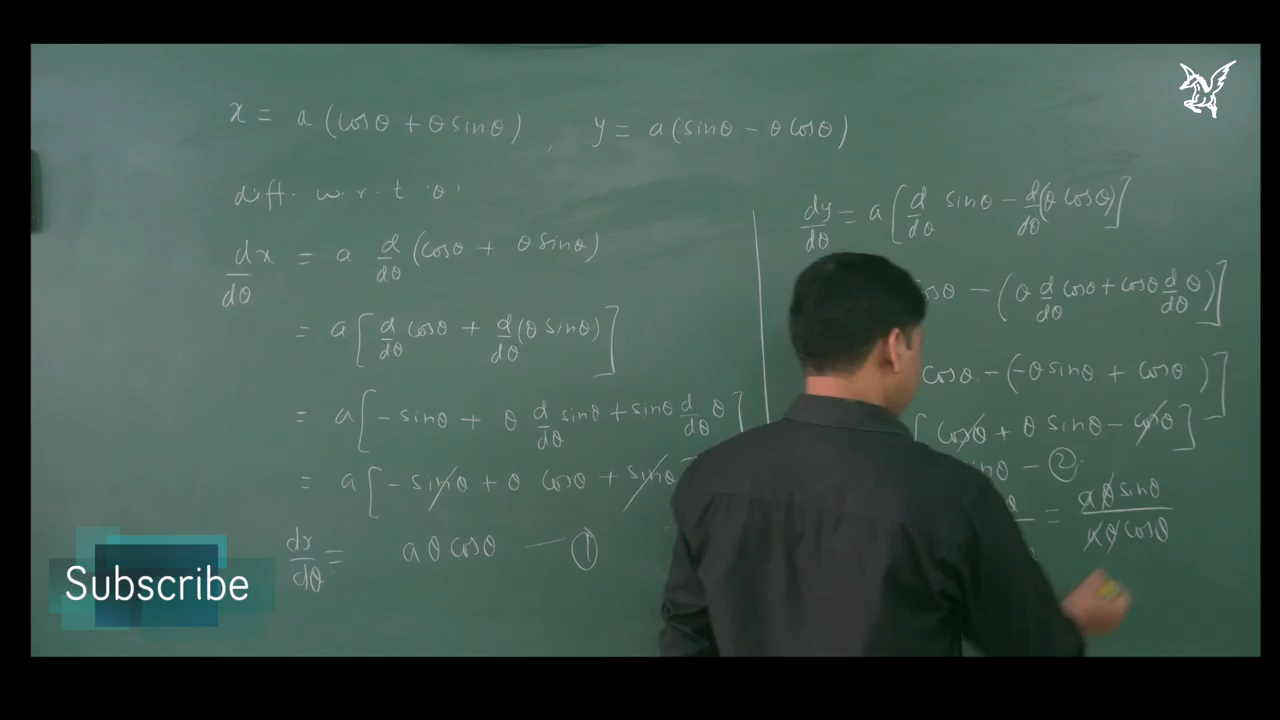 x = a (cosθ + θ sinθ) , y = a (sinθ - θ cosθ)
diff. w.r.t 'θ'
dx/dθ = a d/dθ (cosθ + θ sinθ)
= a [d/dθ cosθ + d/dθ (θ sinθ)]
= a [- sinθ + θ d/dθ sinθ + sinθ d/dθ θ]
= a [- sinθ + θ cosθ + sinθ
dx/dθ = aθ cosθ — ①
dy/dθ = a [d/dθ sinθ - d/dθ (θ cosθ)]
cosθ - (θ d/dθ cosθ + cosθ d/dθ θ)]
cosθ - (-θ sinθ + cosθ)]
[cosθ + θ sinθ - cosθ]
sinθ - ②
= aθ sinθ / aθ cosθ
Subscribe